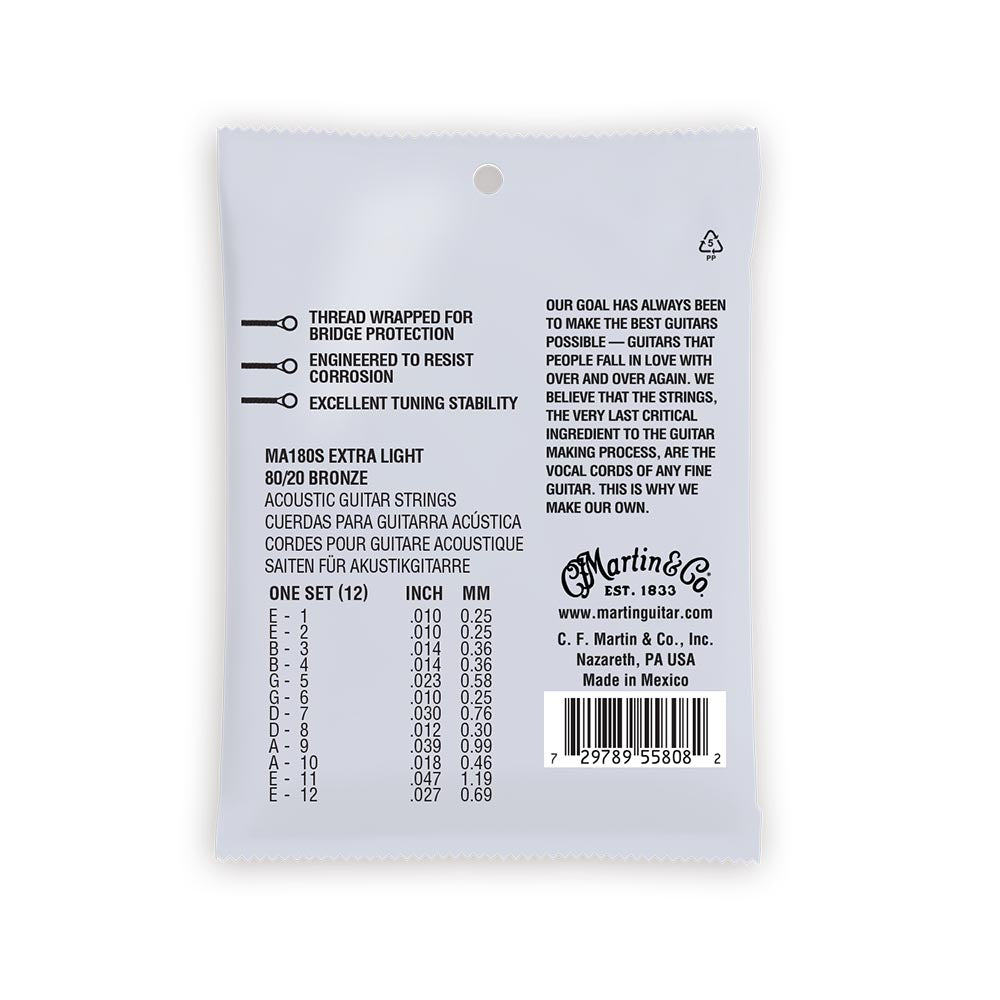 5
PP
THREAD WRAPPED FOR
BRIDGE PROTECTION
ENGINEERED TO RESIST
CORROSION
EXCELLENT TUNING STABILITY
MA180S EXTRA LIGHT
80/20 BRONZE
ACOUSTIC GUITAR STRINGS
CUERDAS PARA GUITARRA ACÚSTICA
CORDES POUR GUITARE ACOUSTIQUE
SAITEN FÜR AKUSTIKGITARRE
ONE SET (12) INCH MM
E - 1 .010 0.25
E - 2 .010 0.25
B - 3 .014 0.36
B - 4 .014 0.36
G - 5 .023 0.58
G - 6 .010 0.25
D - 7 .030 0.76
D - 8 .012 0.30
A - 9 .039 0.99
A - 10 .018 0.46
E - 11 .047 1.19
E - 12 .027 0.69
OUR GOAL HAS ALWAYS BEEN
TO MAKE THE BEST GUITARS
POSSIBLE — GUITARS THAT
PEOPLE FALL IN LOVE WITH
OVER AND OVER AGAIN. WE
BELIEVE THAT THE STRINGS,
THE VERY LAST CRITICAL
INGREDIENT TO THE GUITAR
MAKING PROCESS, ARE THE
VOCAL CORDS OF ANY FINE
GUITAR. THIS IS WHY WE
MAKE OUR OWN.
CF Martin & Co.
EST. 1833
www.martinguitar.com
C. F. Martin & Co., Inc.
Nazareth, PA USA
Made in Mexico
7 29789 55808 2